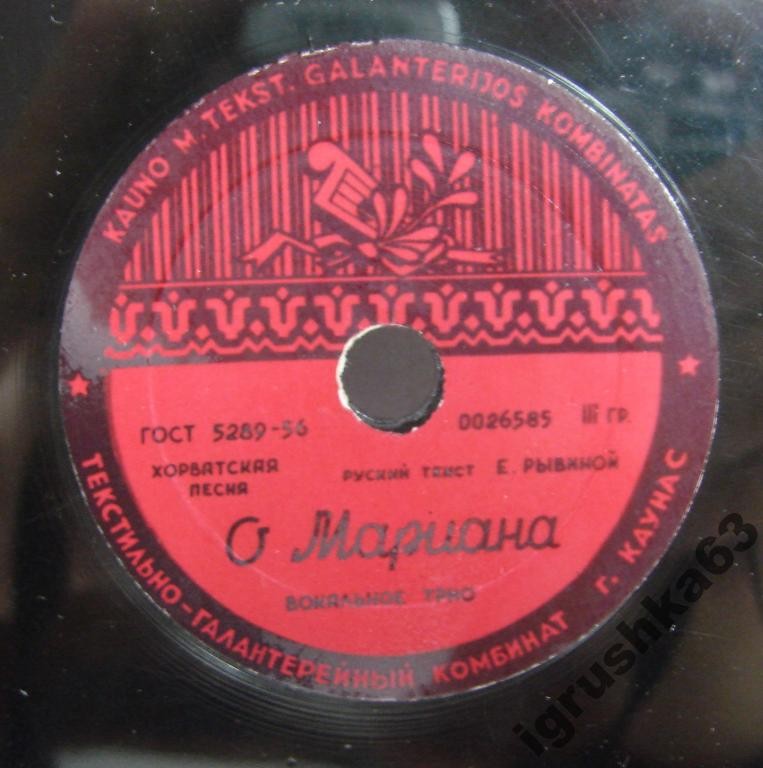 KAUNO M. TEKST. GALANTERIJOS KOMBINATAS
ГОСТ 5289-56
0026585 III ГР.
ХОРВАТСКАЯ ПЕСНЯ
РУСКИЙ ТЕКСТ Е. РЫВИНОЙ
О Мариана
ВОКАЛЬНОЕ ТРИО
ТЕКСТИЛЬНО-ГАЛАНТЕРЕЙНЫЙ КОМБИНАТ Г. КАУНАС
igrushka63